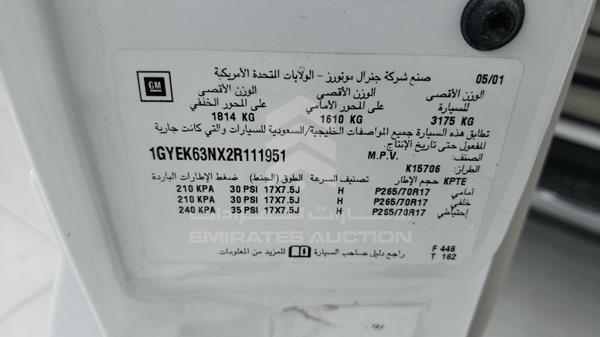 GM
صنع شركة جنرال موتورز - الولايات المتحدة الأمريكية 05/01
الوزن الأقصى للسيارة 3175 KG
الوزن الأقصى على المحور الأمامي 1610 KG
الوزن الأقصى على المحور الخلفي 1814 KG
تطابق هذه السيارة جميع المواصفات الخليجية/السعودية والتي كانت جارية
المفعول حتى تاريخ الإنتاج.
1GYEK63NX2R111951 الصنف: M.P.V.
الطراز: K15706
KPTE حجم الإطار تصنيف السرعة الطوق (الجنط) ضغط الإطارات الباردة
أمامي P265/70R17 H 17X7.5J 30 PSI 210 KPA
خلفي P265/70R17 H 17X7.5J 30 PSI 210 KPA
إحتياطي P265/70R17 H 17X7.5J 35 PSI 240 KPA
الإمارات للمزادات
EMIRATES AUCTION
F 446
T 162
راجع دليل صاحب السيارة للمزيد من المعلومات.